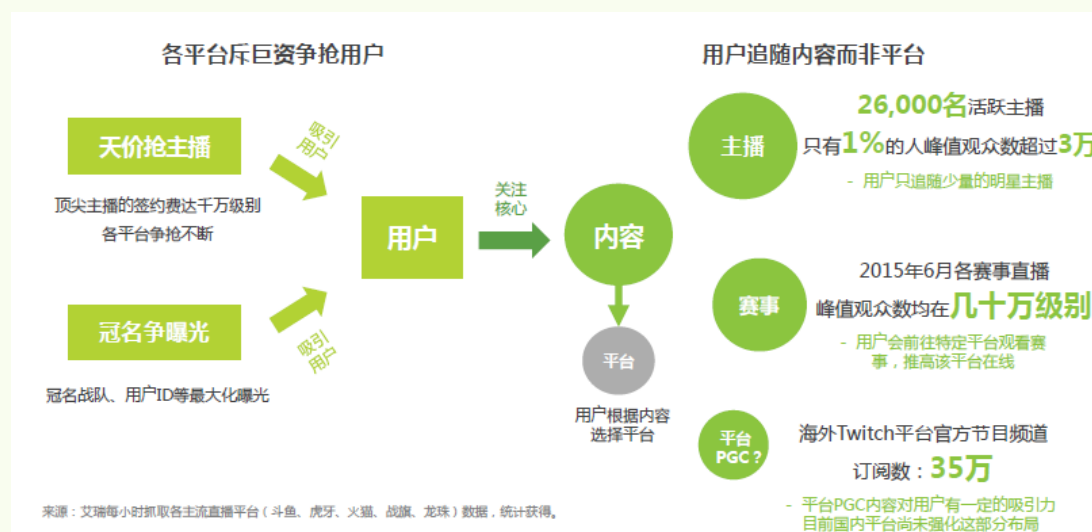 各平台斥巨资争抢用户
天价抢主播
吸引
用户
顶尖主播的签约费达千万级别
各平台争抢不断
冠名争曝光
吸引
用户
冠名战队、用户ID等最大化曝光
用户
关注
核心
内容
平台
用户根据内容
选择平台
用户追随内容而非平台
主播
26,000名活跃主播
只有1%的人峰值观众数超过3万
- 用户只追随少量的明星主播
赛事
2015年6月各赛事直播
峰值观众数均在几十万级别
- 用户会前往特定平台观看赛
事，推高该平台在线
平台
PGC？
海外Twitch平台官方节目频道
订阅数：35万
- 平台PGC内容对用户有一定的吸引力
目前国内平台尚未强化这部分布局
来源：艾瑞每小时抓取各主流直播平台（斗鱼、虎牙、火猫、战旗、龙珠）数据，统计获得。